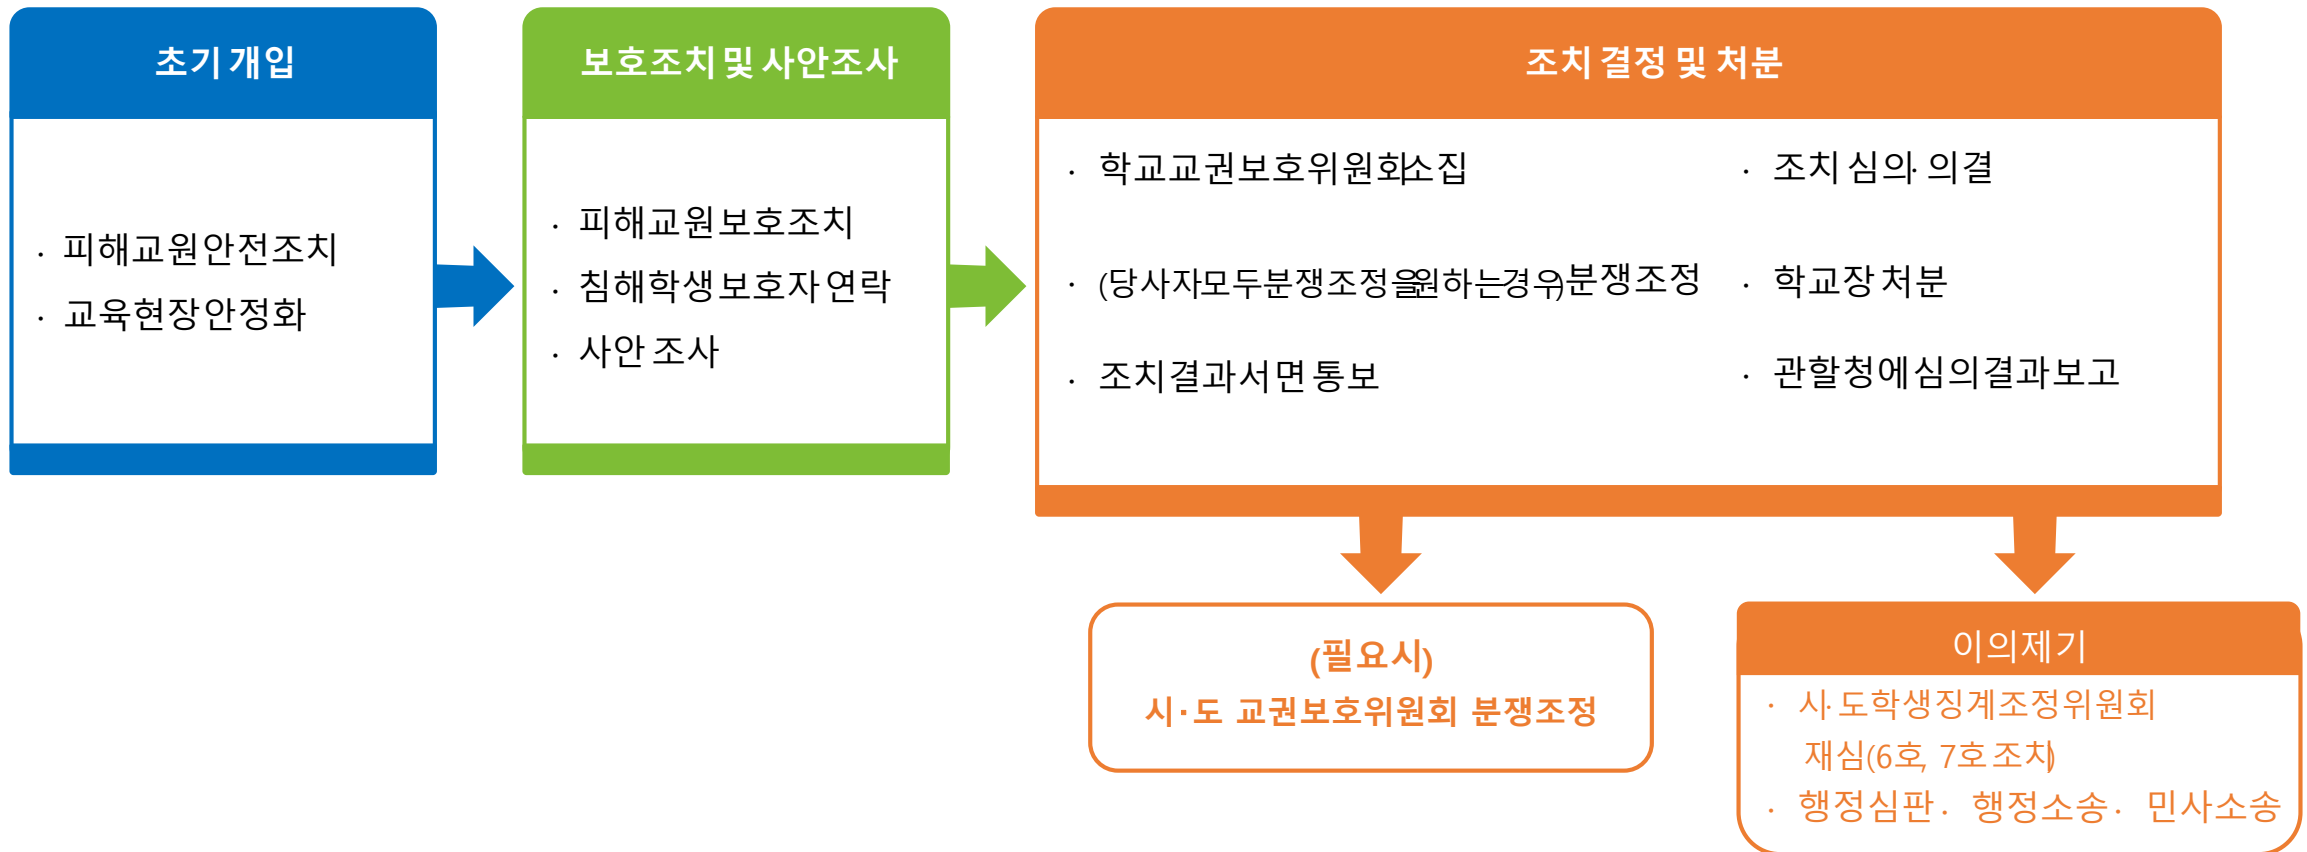 초기 개입
· 피해교원 안전조치
· 교육현장 안정화
보호조치 및 사안조사
· 피해교원 보호조치
· 침해학생 보호자 연락
· 사안 조사
조치 결정 및 처분
· 학교교권보호위원회 소집
· (당사자 모두 분쟁조정을 원하는 경우) 분쟁조정
· 조치결과 서면 통보
· 조치 심의·의결
· 학교장 처분
· 관할청에 심의결과 보고
(필요시)
시·도 교권보호위원회 분쟁조정
이의제기
· 시·도학생징계조정위원회
재심(6호, 7호 조치)
· 행정심판 · 행정소송 · 민사소송